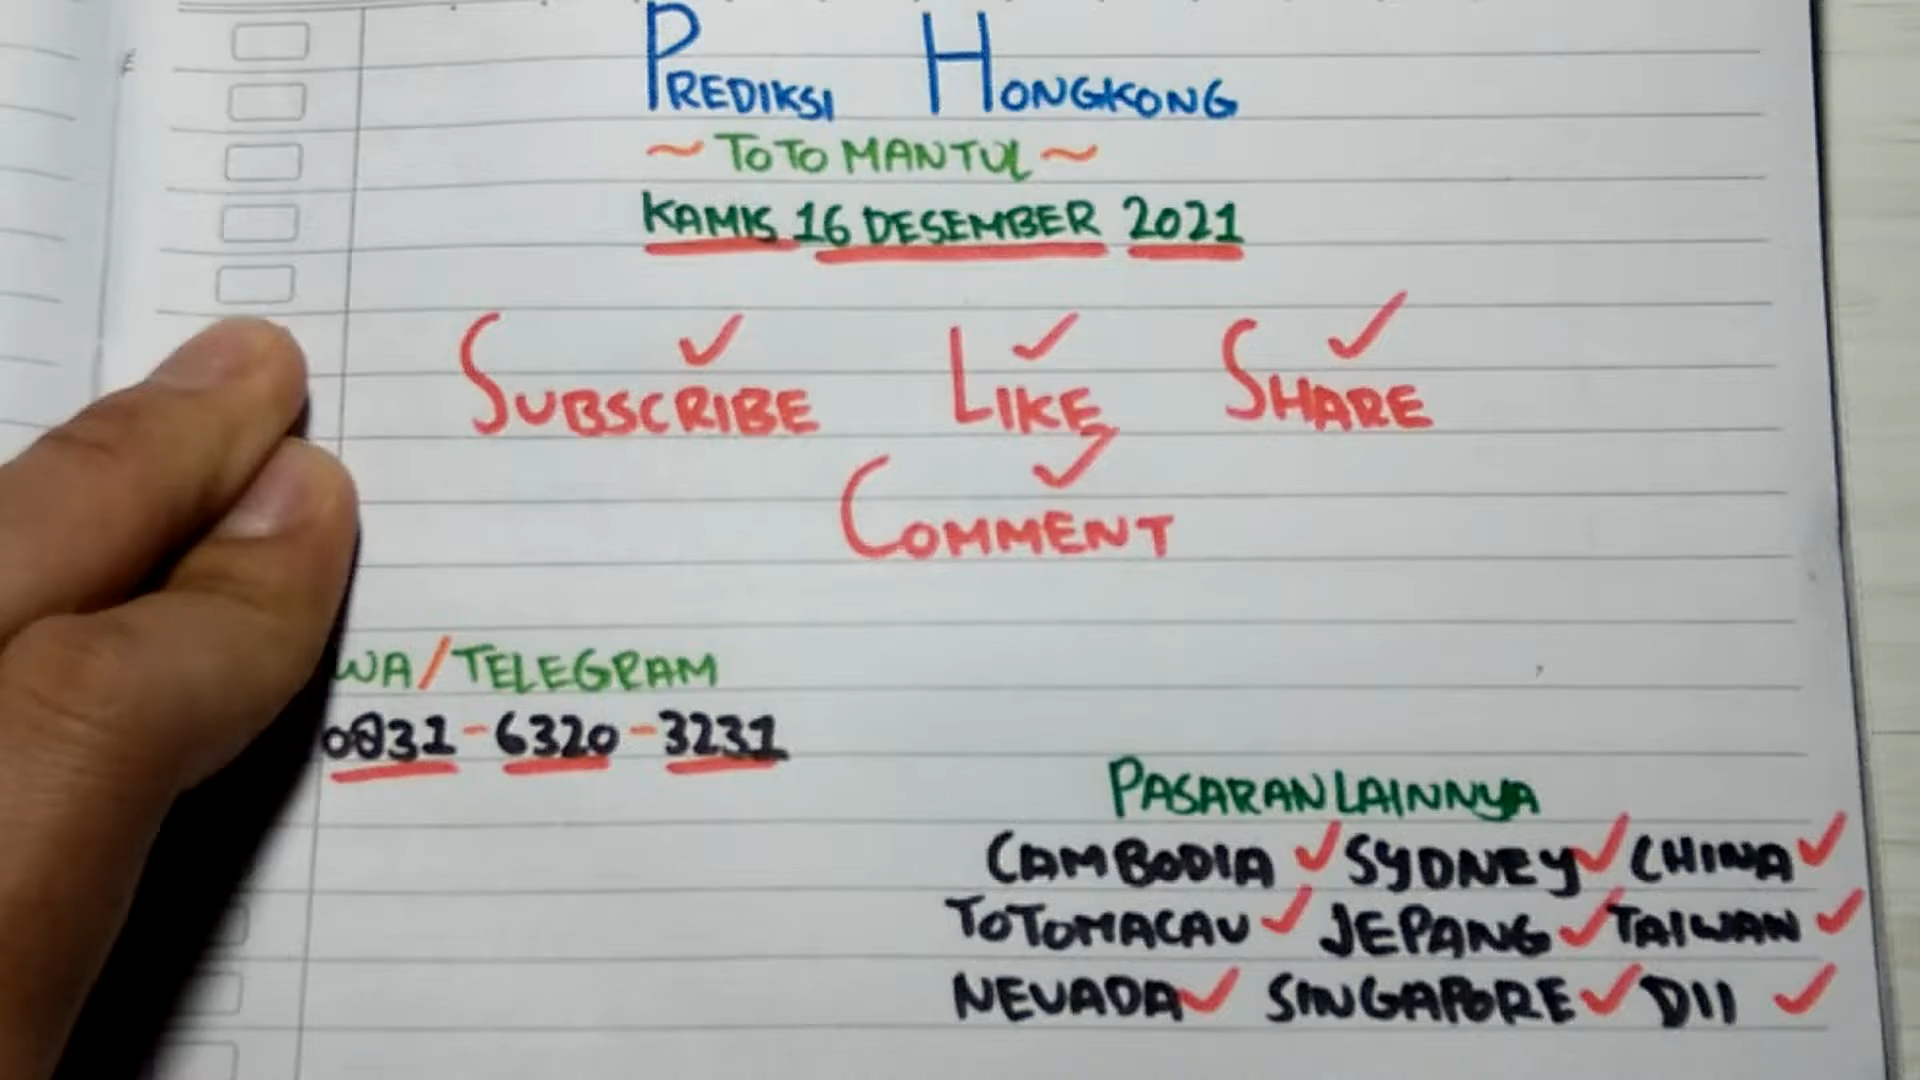 PREDIKSI HONGKONG
~ TOTO MANTUL ~
KAMIS 16 DESEMBER 2021
SUBSCRIBE LIKE SHARE
COMMENT
WA/TELEGRAM
0831-6320-3231
PASARAN LAINNYA
CAMBODIA ✓ SYDNEY ✓ CHINA ✓
TOTOMACAU ✓ JEPANG ✓ TAIWAN ✓
NEVADA ✓ SINGAPORE ✓ Dll ✓